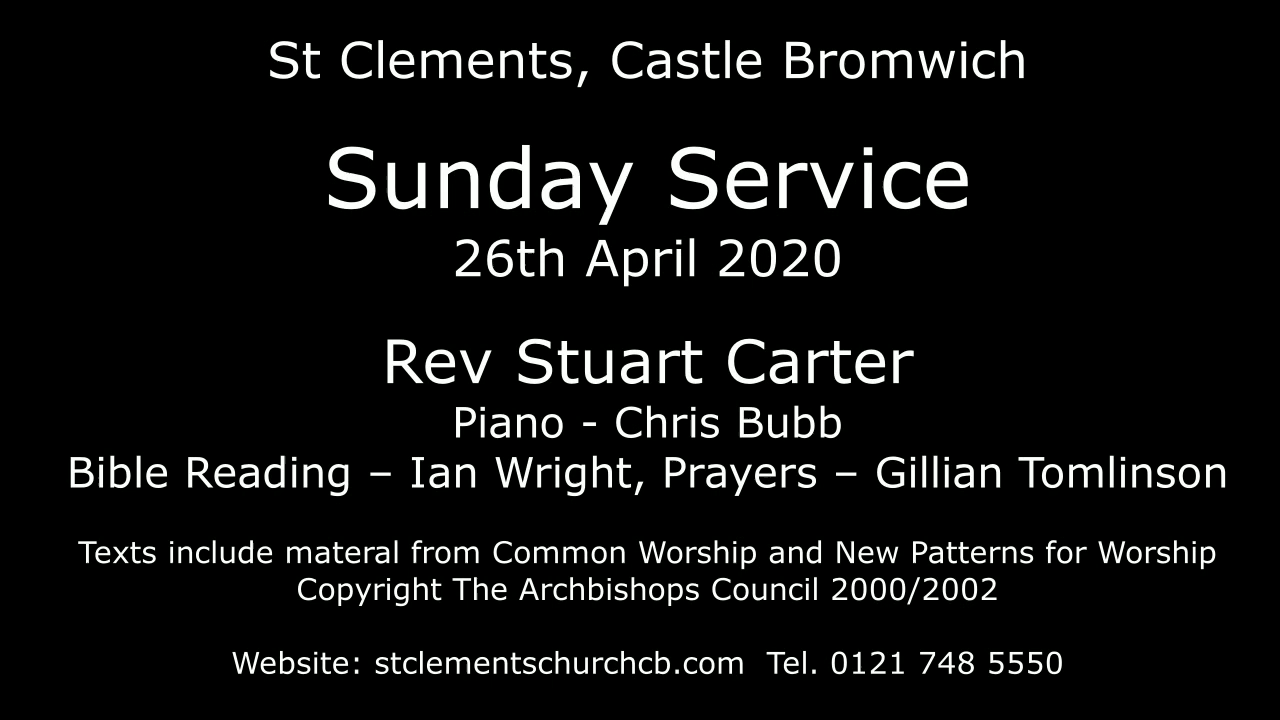 St Clements, Castle Bromwich
Sunday Service
26th April 2020
Rev Stuart Carter
Piano - Chris Bubb
Bible Reading – Ian Wright, Prayers – Gillian Tomlinson
Texts include materal from Common Worship and New Patterns for Worship
Copyright The Archbishops Council 2000/2002
Website: stclementschurchcb.com  Tel. 0121 748 5550